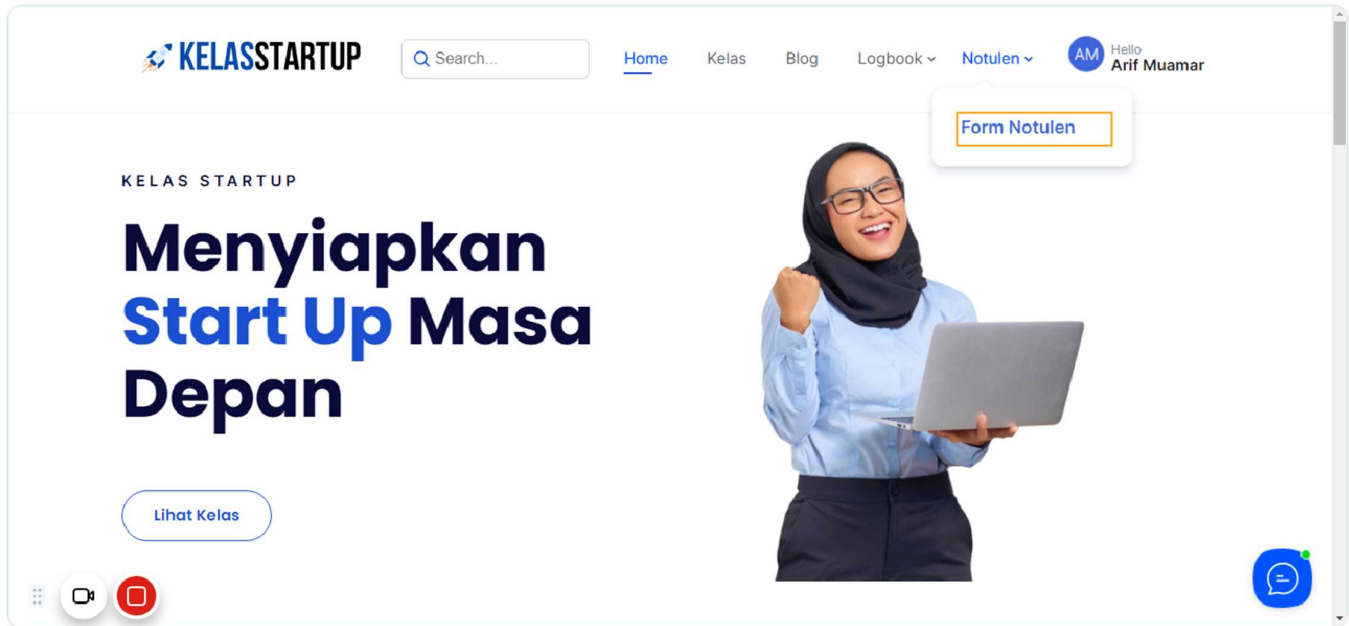 KELASSTARTUP
Search...
Home
Kelas
Blog
Logbook
Notulen
AM
Hello
Arif Muamar
Form Notulen
KELAS STARTUP
Menyiapkan
Start Up Masa
Depan
Lihat Kelas